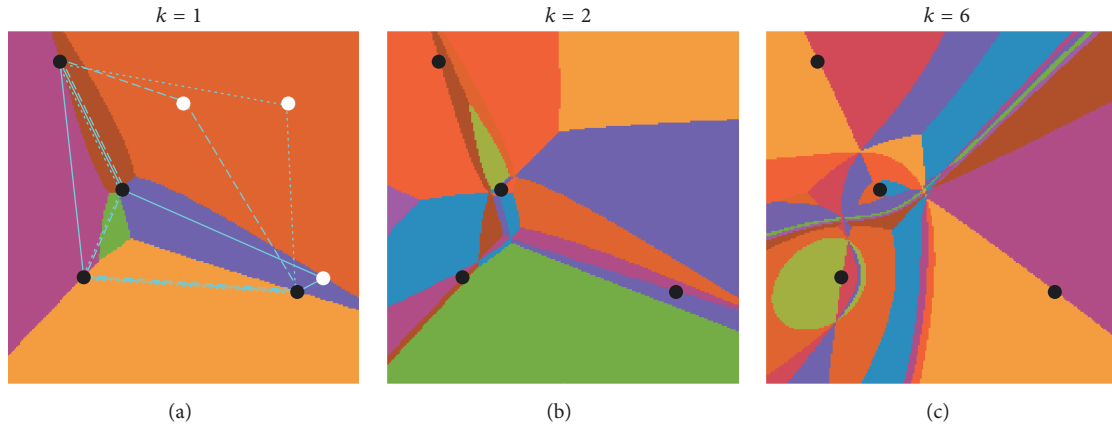 k = 1
k = 2
k = 6
(a)
(b)
(c)